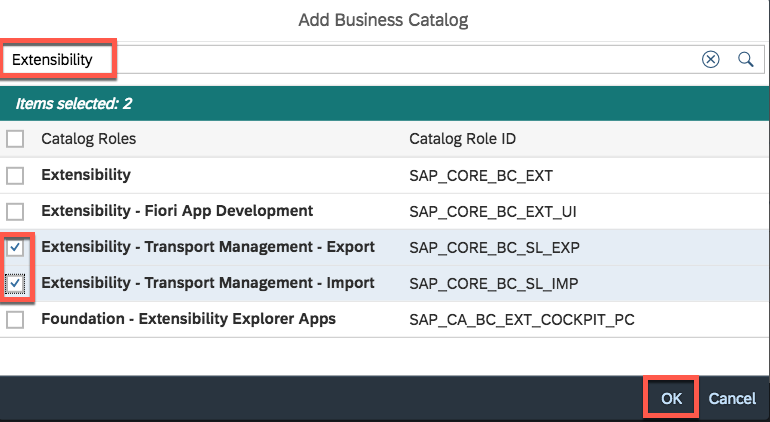 Add Business Catalog
Extensibility
Items selected: 2
Catalog Roles Catalog Role ID
Extensibility SAP_CORE_BC_EXT
Extensibility - Fiori App Development SAP_CORE_BC_EXT_UI
Extensibility - Transport Management - Export SAP_CORE_BC_SL_EXP
Extensibility - Transport Management - Import SAP_CORE_BC_SL_IMP
Foundation - Extensibility Explorer Apps SAP_CA_BC_EXT_COCKPIT_PC
OK Cancel